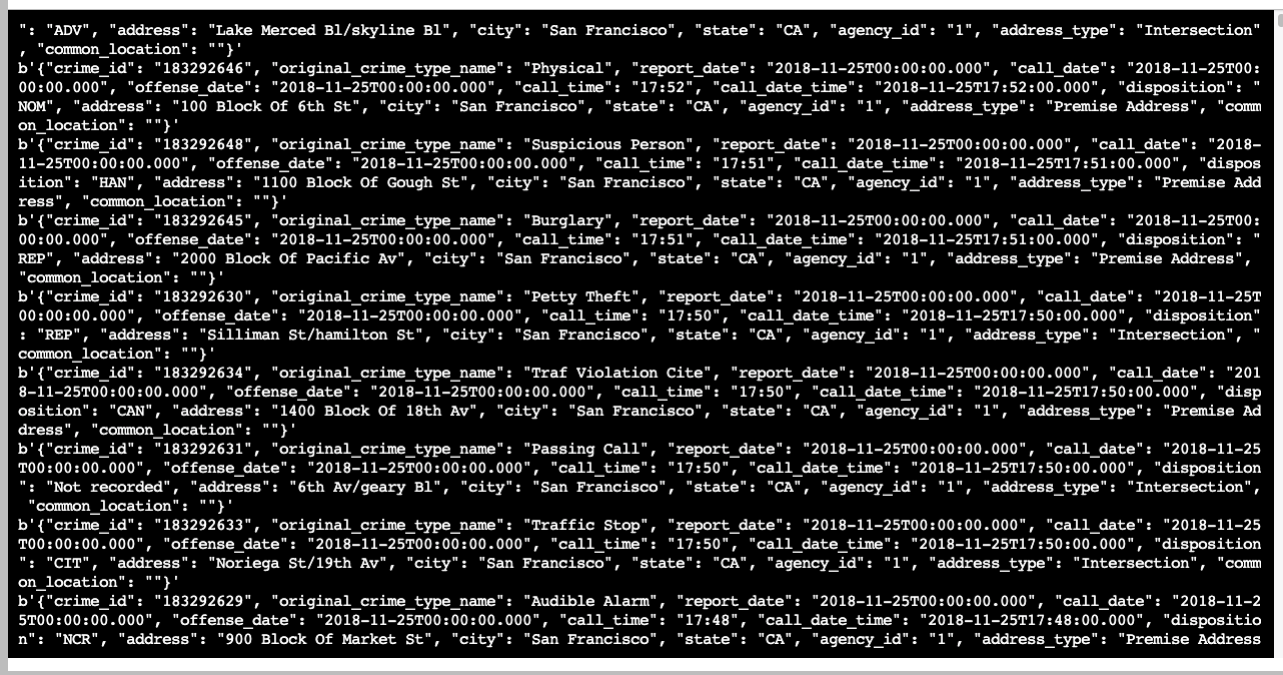 ": "ADV", "address": "Lake Merced Bl/skyline Bl", "city": "San Francisco", "state": "CA", "agency_id": "1", "address_type": "Intersection"
, "common_location": ""}'
b'{"crime_id": "183292646", "original_crime_type_name": "Physical", "report_date": "2018-11-25T00:00:00.000", "call_date": "2018-11-25T00:
00:00.000", "offense_date": "2018-11-25T00:00:00.000", "call_time": "17:52", "call_date_time": "2018-11-25T17:52:00.000", "disposition": "
NOM", "address": "100 Block Of 6th St", "city": "San Francisco", "state": "CA", "agency_id": "1", "address_type": "Premise Address", "comm
on_location": ""}'
b'{"crime_id": "183292648", "original_crime_type_name": "Suspicious Person", "report_date": "2018-11-25T00:00:00.000", "call_date": "2018-
11-25T00:00:00.000", "offense_date": "2018-11-25T00:00:00.000", "call_time": "17:51", "call_date_time": "2018-11-25T17:51:00.000", "dispos
ition": "HAN", "address": "1100 Block Of Gough St", "city": "San Francisco", "state": "CA", "agency_id": "1", "address_type": "Premise Add
ress", "common_location": ""}'
b'{"crime_id": "183292645", "original_crime_type_name": "Burglary", "report_date": "2018-11-25T00:00:00.000", "call_date": "2018-11-25T00:
00:00.000", "offense_date": "2018-11-25T00:00:00.000", "call_time": "17:51", "call_date_time": "2018-11-25T17:51:00.000", "disposition": "
REP", "address": "2000 Block Of Pacific Av", "city": "San Francisco", "state": "CA", "agency_id": "1", "address_type": "Premise Address",
"common_location": ""}'
b'{"crime_id": "183292630", "original_crime_type_name": "Petty Theft", "report_date": "2018-11-25T00:00:00.000", "call_date": "2018-11-25T
00:00:00.000", "offense_date": "2018-11-25T00:00:00.000", "call_time": "17:50", "call_date_time": "2018-11-25T17:50:00.000", "disposition"
: "REP", "address": "Silliman St/hamilton St", "city": "San Francisco", "state": "CA", "agency_id": "1", "address_type": "Intersection", "
common_location": ""}'
b'{"crime_id": "183292634", "original_crime_type_name": "Traf Violation Cite", "report_date": "2018-11-25T00:00:00.000", "call_date": "201
8-11-25T00:00:00.000", "offense_date": "2018-11-25T00:00:00.000", "call_time": "17:50", "call_date_time": "2018-11-25T17:50:00.000", "disp
osition": "CAN", "address": "1400 Block Of 18th Av", "city": "San Francisco", "state": "CA", "agency_id": "1", "address_type": "Premise Ad
dress", "common_location": ""}'
b'{"crime_id": "183292631", "original_crime_type_name": "Passing Call", "report_date": "2018-11-25T00:00:00.000", "call_date": "2018-11-25
T00:00:00.000", "offense_date": "2018-11-25T00:00:00.000", "call_time": "17:50", "call_date_time": "2018-11-25T17:50:00.000", "disposition
": "Not recorded", "address": "6th Av/geary Bl", "city": "San Francisco", "state": "CA", "agency_id": "1", "address_type": "Intersection",
"common_location": ""}'
b'{"crime_id": "183292633", "original_crime_type_name": "Traffic Stop", "report_date": "2018-11-25T00:00:00.000", "call_date": "2018-11-25
T00:00:00.000", "offense_date": "2018-11-25T00:00:00.000", "call_time": "17:50", "call_date_time": "2018-11-25T17:50:00.000", "disposition
": "CIT", "address": "Noriega St/19th Av", "city": "San Francisco", "state": "CA", "agency_id": "1", "address_type": "Intersection", "comm
on_location": ""}'
b'{"crime_id": "183292629", "original_crime_type_name": "Audible Alarm", "report_date": "2018-11-25T00:00:00.000", "call_date": "2018-11-2
5T00:00:00.000", "offense_date": "2018-11-25T00:00:00.000", "call_time": "17:48", "call_date_time": "2018-11-25T17:48:00.000", "dispositio
n": "NCR", "address": "900 Block Of Market St", "city": "San Francisco", "state": "CA", "agency_id": "1", "address_type": "Premise Address